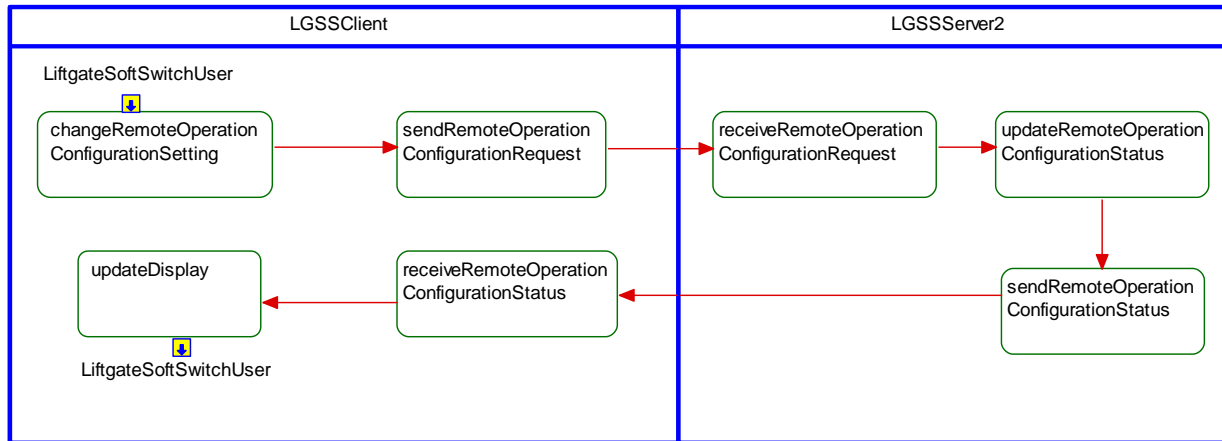 LGSSClient
LGSSServer2
LiftgateSoftSwitchUser
changeRemoteOperation
ConfigurationSetting
sendRemoteOperation
ConfigurationRequest
receiveRemoteOperation
ConfigurationRequest
updateRemoteOperation
ConfigurationStatus
updateDisplay
receiveRemoteOperation
ConfigurationStatus
sendRemoteOperation
ConfigurationStatus
LiftgateSoftSwitchUser